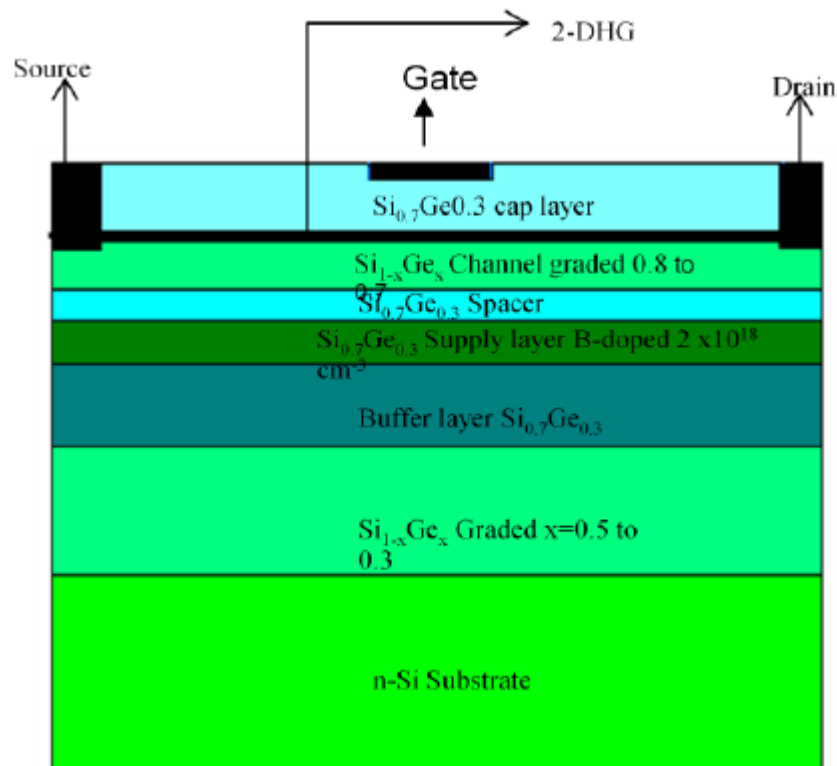 2-DHG
Source
Gate
Drain
Si₀.₇Ge0.3 cap layer
Si₁₋ₓGeₓ Channel graded 0.8 to
0.7
Si₀.₇Ge₀.₃ Spacer
Si₀.₇Ge₀.₃ Supply layer B-doped 2 x10¹⁸
cm⁻³
Buffer layer Si₀.₇Ge₀.₃
Si₁₋ₓGeₓ Graded x=0.5 to
0.3
n-Si Substrate